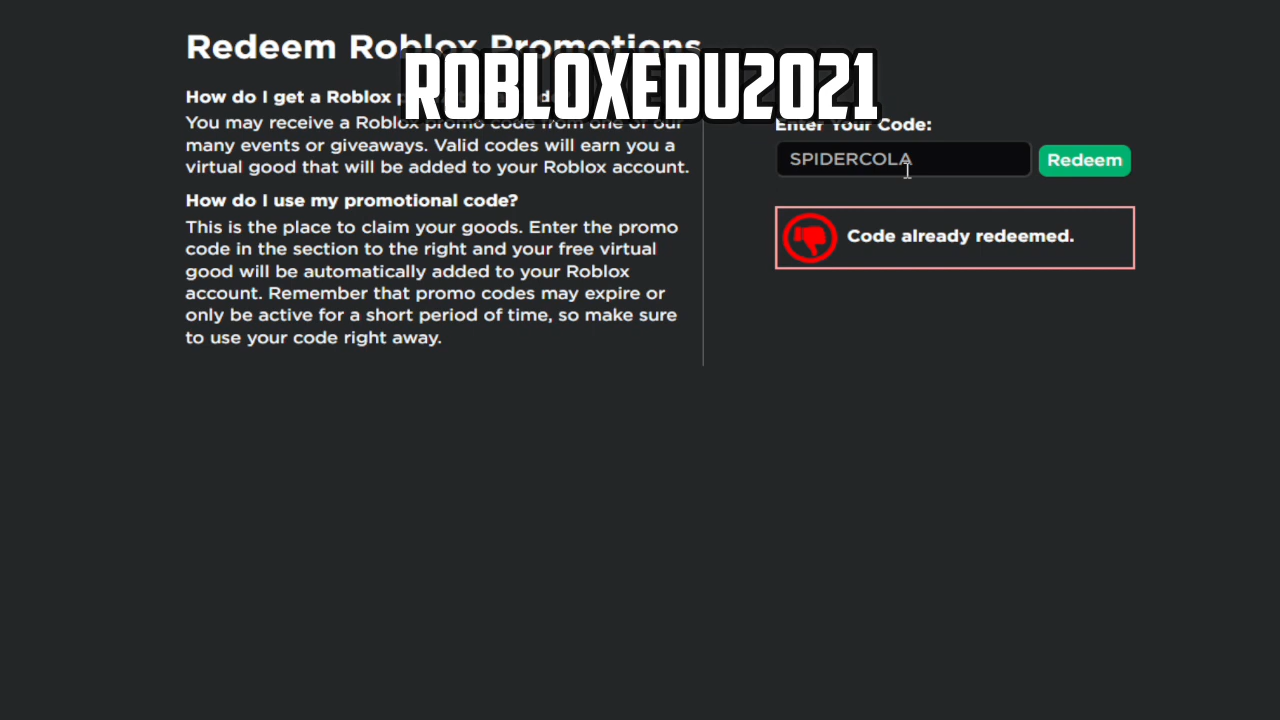 Redeem Roblox Promotions
ROBLOXEDU2021
How do I get a Roblox
You may receive a Roblox promo code from one of our
many events or giveaways. Valid codes will earn you a
virtual good that will be added to your Roblox account.
How do I use my promotional code?
This is the place to claim your goods. Enter the promo
code in the section to the right and your free virtual
good will be automatically added to your Roblox
account. Remember that promo codes may expire or
only be active for a short period of time, so make sure
to use your code right away.
Enter Your Code:
SPIDERCOLA
Redeem
Code already redeemed.